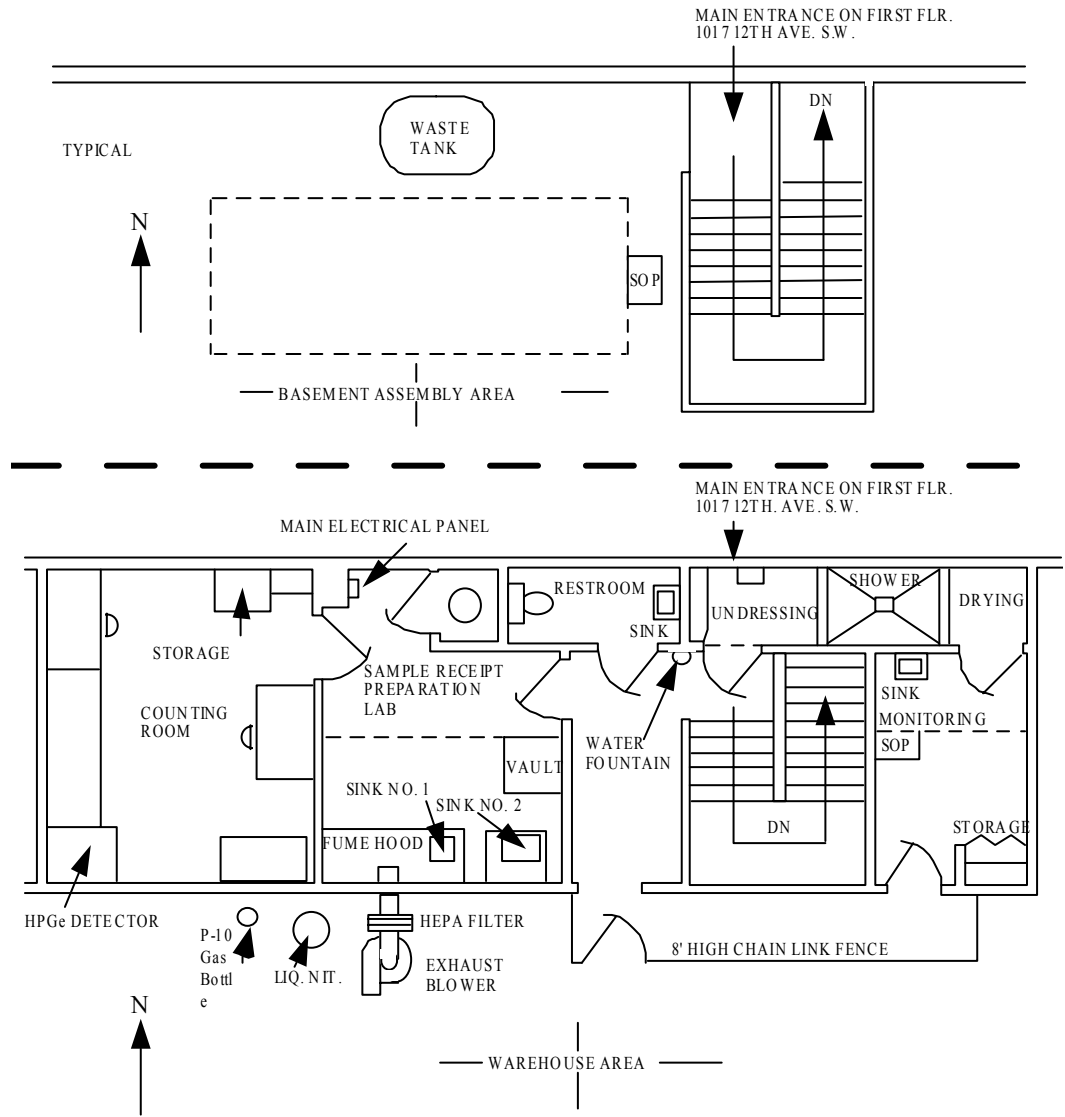 MAIN ENTRANCE ON FIRST FLR.
1017 12TH AVE. S.W.
DN
WASTE
TANK
TYPICAL
N
SOP
BASEMENT ASSEMBLY AREA
MAIN ENTRANCE ON FIRST FLR.
1017 12TH. AVE. S.W.
MAIN ELECTRICAL PANEL
RESTROOM
SHOWER
UNDRESSING
DRYING
SINK
STORAGE
SAMPLE RECEIPT
PREPARATION
LAB
SINK
COUNTING
ROOM
MONITORING
WATER
FOUNTAIN
SOP
VAULT
SINK NO. 1
SINK NO. 2
DN
STORAGE
FUME HOOD
HPGe DETECTOR
HEPA FILTER
P-10
Gas
Bottl
e
LIQ. NIT.
EXHAUST
BLOWER
8' HIGH CHAIN LINK FENCE
N
WAREHOUSE AREA